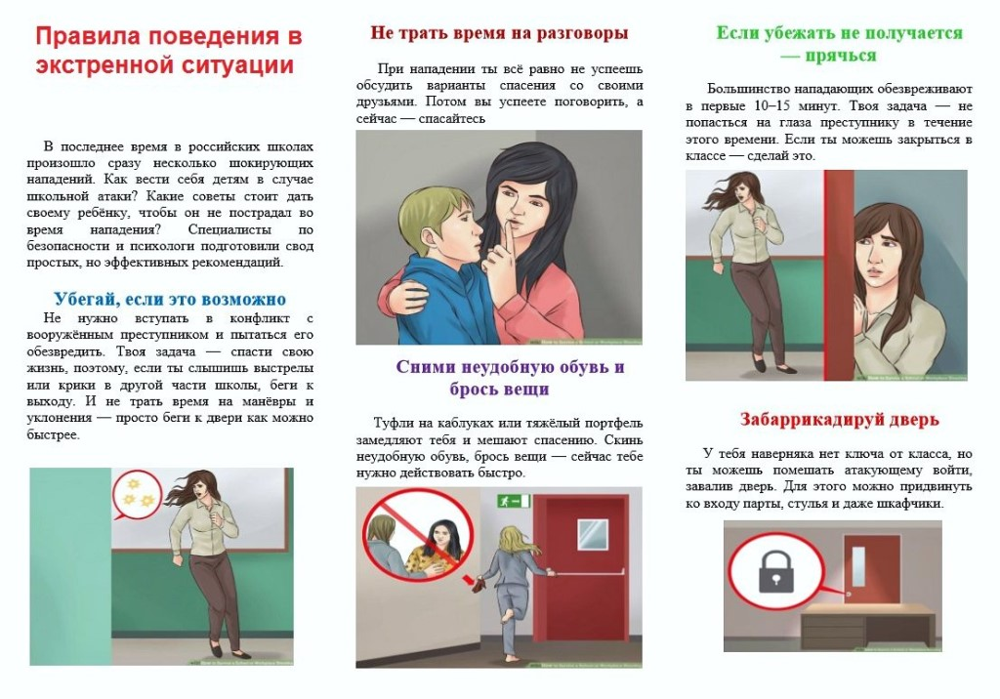 Правила поведения в
экстренной ситуации
В последнее время в российских школах
произошло сразу несколько шокирующих
нападений. Как вести себя детям в случае
школьной атаки? Какие советы стоит дать
своему ребёнку, чтобы он не пострадал во
время нападения? Специалисты по
безопасности и психологи подготовили свод
простых, но эффективных рекомендаций.
Убегай, если это возможно
Не нужно вступать в конфликт с
вооружённым преступником и пытаться его
обезвредить. Твоя задача — спасти свою
жизнь, поэтому, если ты слышишь выстрелы
или крики в другой части школы, беги к
выходу. И не трать время на манёвры и
уклонения — просто беги к двери как можно
быстрее.
Не трать время на разговоры
При нападении ты всё равно не успеешь
обсудить варианты спасения со своими
друзьями. Потом вы успеете поговорить, а
сейчас — спасайтесь
Сними неудобную обувь и
брось вещи
Туфли на каблуках или тяжёлый портфель
замедляют тебя и мешают спасению. Скинь
неудобную обувь, брось вещи — сейчас тебе
нужно действовать быстро.
Если убежать не получается
— прячься
Большинство нападающих обезвреживают
в первые 10–15 минут. Твоя задача — не
попасться на глаза преступнику в течение
этого времени. Если ты можешь закрыться в
классе — сделай это.
Забаррикадируй дверь
У тебя наверняка нет ключа от класса, но
ты можешь помешать атакующему войти,
завалив дверь. Для этого можно придвинуть
ко входу парты, стулья и даже шкафчики.